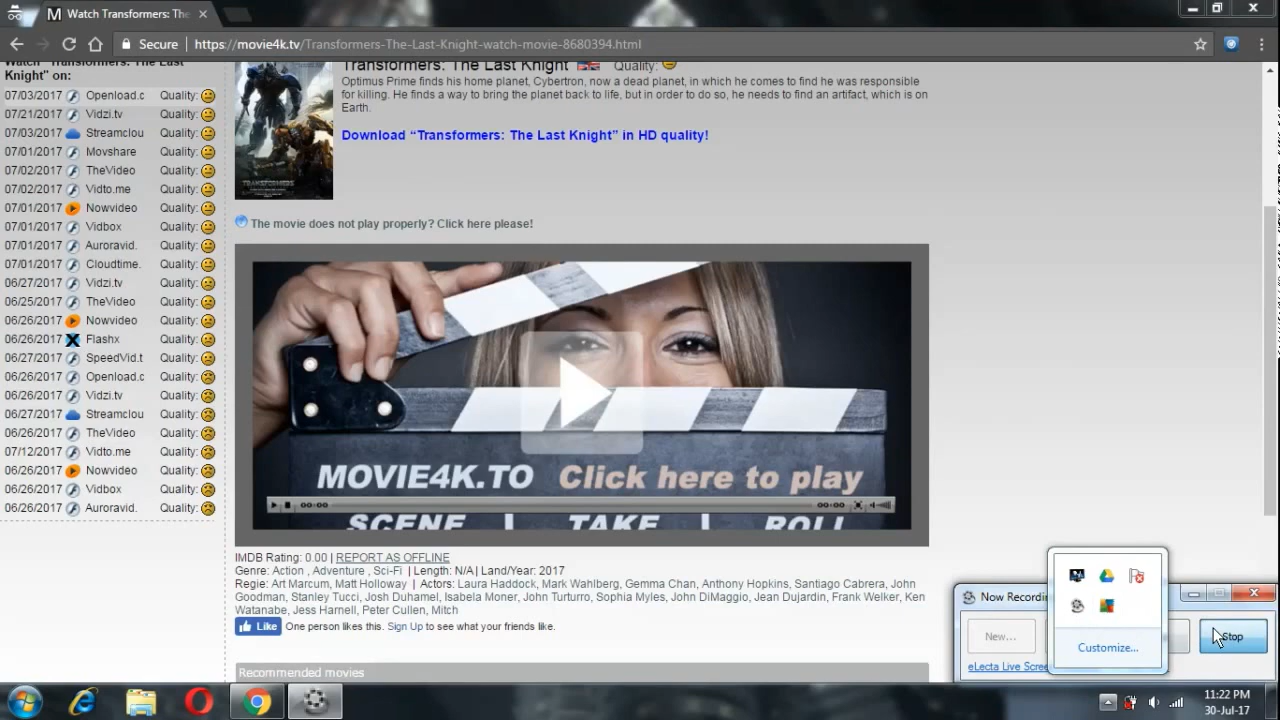 Watch Transformers: The
Secure https://movie4k.tv/Transformers-The-Last-Knight-watch-movie-8680394.html
Watch "Transformers: The Last
Knight" on:
07/03/2017 Openload.c Quality:
07/21/2017 Vidzi.tv Quality:
07/03/2017 Streamclou Quality:
07/01/2017 Movshare Quality:
07/01/2017 TheVideo Quality:
07/02/2017 Vidto.me Quality:
07/01/2017 Nowvideo Quality:
07/01/2017 Vidbox Quality:
07/01/2017 Auroravid. Quality:
07/01/2017 Cloudtime. Quality:
06/27/2017 Vidzi.tv Quality:
06/25/2017 TheVideo Quality:
06/26/2017 Nowvideo Quality:
06/26/2017 Flashx Quality:
06/27/2017 SpeedVid.t Quality:
06/26/2017 Openload.c Quality:
06/26/2017 Vidzi.tv Quality:
06/27/2017 Streamclou Quality:
06/26/2017 TheVideo Quality:
07/12/2017 Vidto.me Quality:
06/26/2017 Nowvideo Quality:
06/26/2017 Vidbox Quality:
06/26/2017 Auroravid. Quality:
Transformers: The Last Knight Quality:
Optimus Prime finds his home planet, Cybertron, now a dead planet, in which he comes to find he was responsible
for killing. He finds a way to bring the planet back to life, but in order to do so, he needs to find an artifact, which is on
Earth.
Download “Transformers: The Last Knight” in HD quality!
TRANSFORMERS
The movie does not play properly? Click here please!
MOVIE4K.TO Click here to play
00:00 00:00
SCENE TAKE ROLL
IMDB Rating: 0.00 | REPORT AS OFFLINE
Genre: Action , Adventure , Sci-Fi | Length: N/A | Land/Year: 2017
Regie: Art Marcum, Matt Holloway | Actors: Laura Haddock, Mark Wahlberg, Gemma Chan, Anthony Hopkins, Santiago Cabrera, John
Goodman, Stanley Tucci, Josh Duhamel, Isabela Moner, John Turturro, Sophia Myles, John DiMaggio, Jean Dujardin, Frank Welker, Ken
Watanabe, Jess Harnell, Peter Cullen, Mitch
Like One person likes this. Sign Up to see what your friends like.
Recommended movies
Now Recordin
New... Stop
eLecta Live Scree
Customize...
11:22 PM
30-Jul-17